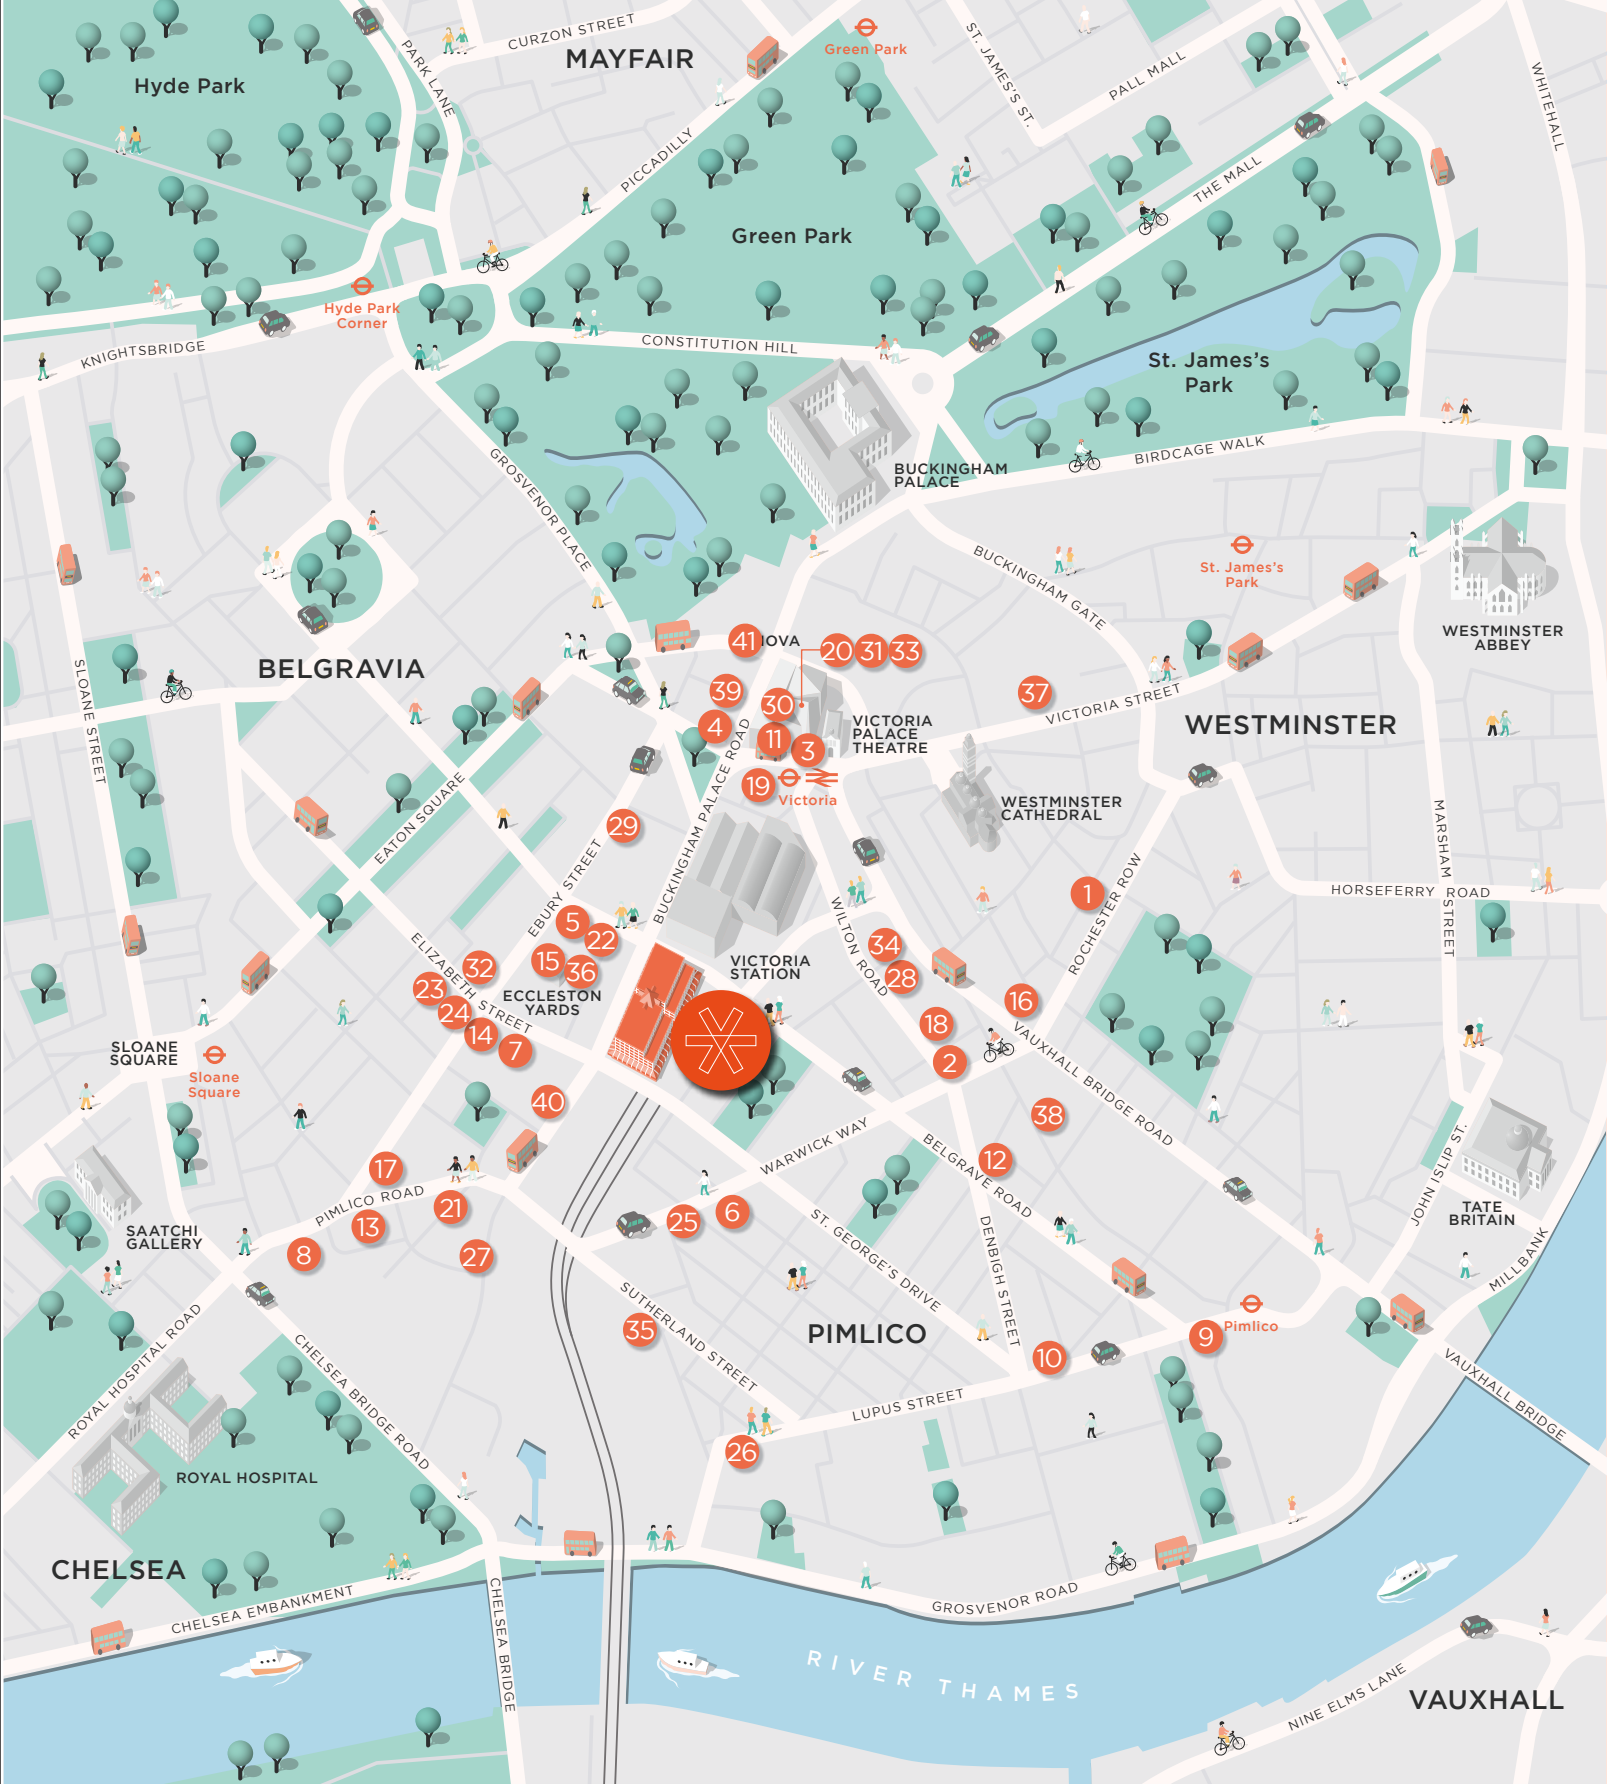 CURZON STREET
MAYFAIR
Green Park
ST. JAMES'S ST.
PALL MALL
WHITEHALL
Hyde Park
PARK LANE
PICCADILLY
THE MALL
Green Park
Hyde Park
Corner
KNIGHTSBRIDGE
CONSTITUTION HILL
St. James's
Park
BIRDCAGE WALK
BUCKINGHAM
PALACE
GROSVENOR PLACE
BUCKINGHAM GATE
St. James's
Park
WESTMINSTER
ABBEY
BELGRAVIA
SLOANE STREET
41
OVA
20
31
33
39
30
37
VICTORIA STREET
WESTMINSTER
4
11
3
VICTORIA
PALACE
THEATRE
19
Victoria
BUCKINGHAM PALACE ROAD
WESTMINSTER
CATHEDRAL
EATON SQUARE
29
EBURY STREET
MARSHAM STREET
HORSEFERRY ROAD
1
ROCHESTER ROW
5
22
15
36
ECCLESTON
YARDS
VICTORIA
STATION
WILTON ROAD
34
28
ELIZABETH STREET
32
23
24
14
7
16
18
2
VAUXHALL BRIDGE ROAD
SLOANE
SQUARE
Sloane
Square
40
38
WARWICK WAY
BELGRAVE ROAD
12
JOHN ISLIP ST.
TATE
BRITAIN
MILLBANK
17
PIMLICO ROAD
13
21
8
27
25
6
SAATCHI
GALLERY
ST. GEORGE'S DRIVE
DENBIGH STREET
SUTHERLAND STREET
35
PIMLICO
Pimlico
9
10
LUPUS STREET
26
ROYAL HOSPITAL ROAD
CHELSEA BRIDGE ROAD
VAUXHALL BRIDGE
ROYAL HOSPITAL
CHELSEA
CHELSEA EMBANKMENT
CHELSEA BRIDGE
GROSVENOR ROAD
RIVER THAMES
NINE ELMS LANE
VAUXHALL